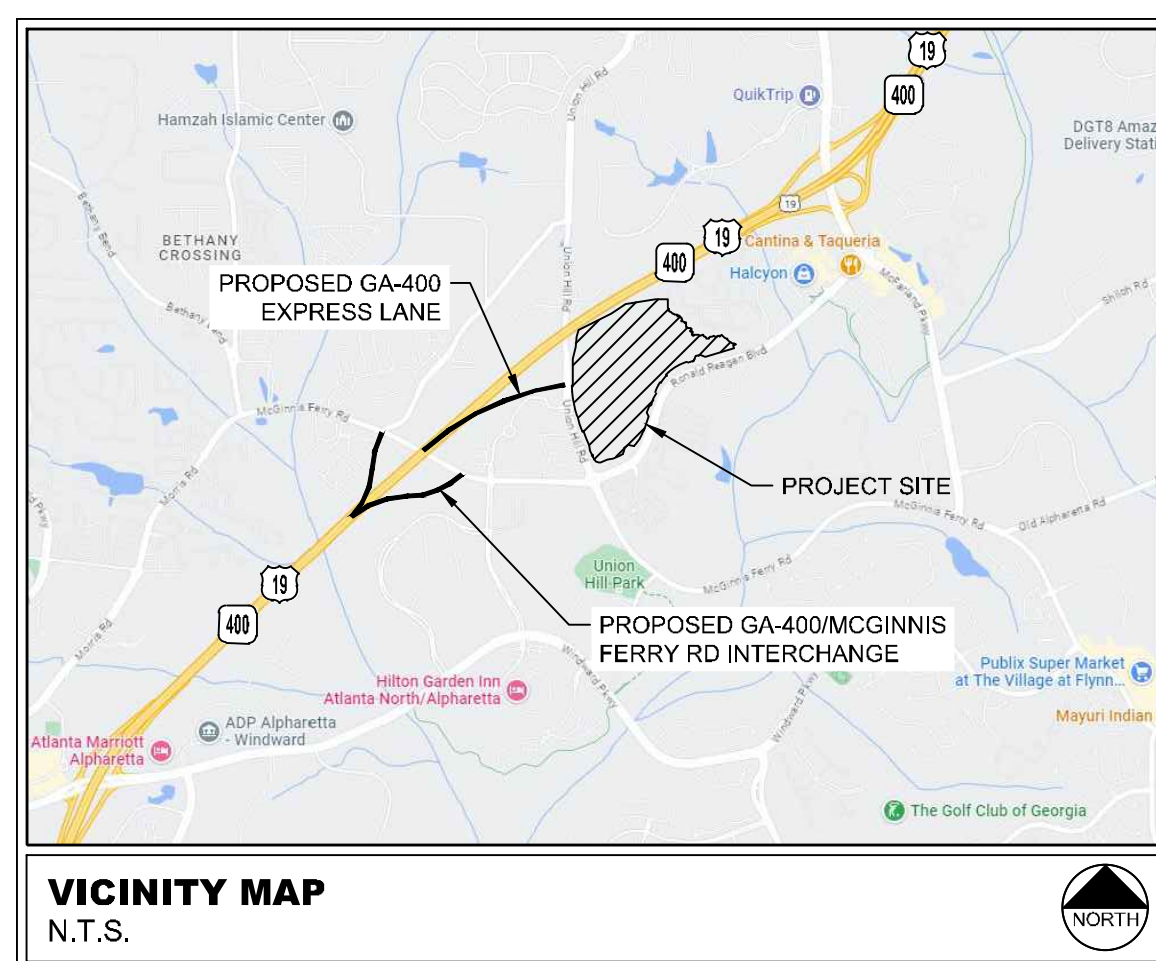 19
400
QuikTrip
Union Hill Rd
Hamzah Islamic Center
DGT8 Amaz
Delivery Stati
19
Bethany Bend
BETHANY
CROSSING
19
Cantina & Taqueria
400
Halcyon
Union Hill Rd
PROPOSED GA-400
EXPRESS LANE
McFarland Pkwy
Shiloh Rd
Ronald Reagan Blvd
McGinnis Ferry Rd
Union Hill Rd
Morris Rd
PROJECT SITE
McGinnis Ferry Rd
Old Alpharetta Rd
Union
Hill Park
McGinnis Ferry Rd
19
400
PROPOSED GA-400/MCGINNIS
FERRY RD INTERCHANGE
Morris Rd
Windward Pkwy
Windward Pkwy
Publix Super Market
at The Village at Flynn...
Hilton Garden Inn
Atlanta North/Alpharetta
Mayuri Indian
ADP Alpharetta
- Windward
Atlanta Marriott
Alpharetta
The Golf Club of Georgia
VICINITY MAP
N.T.S.
NORTH